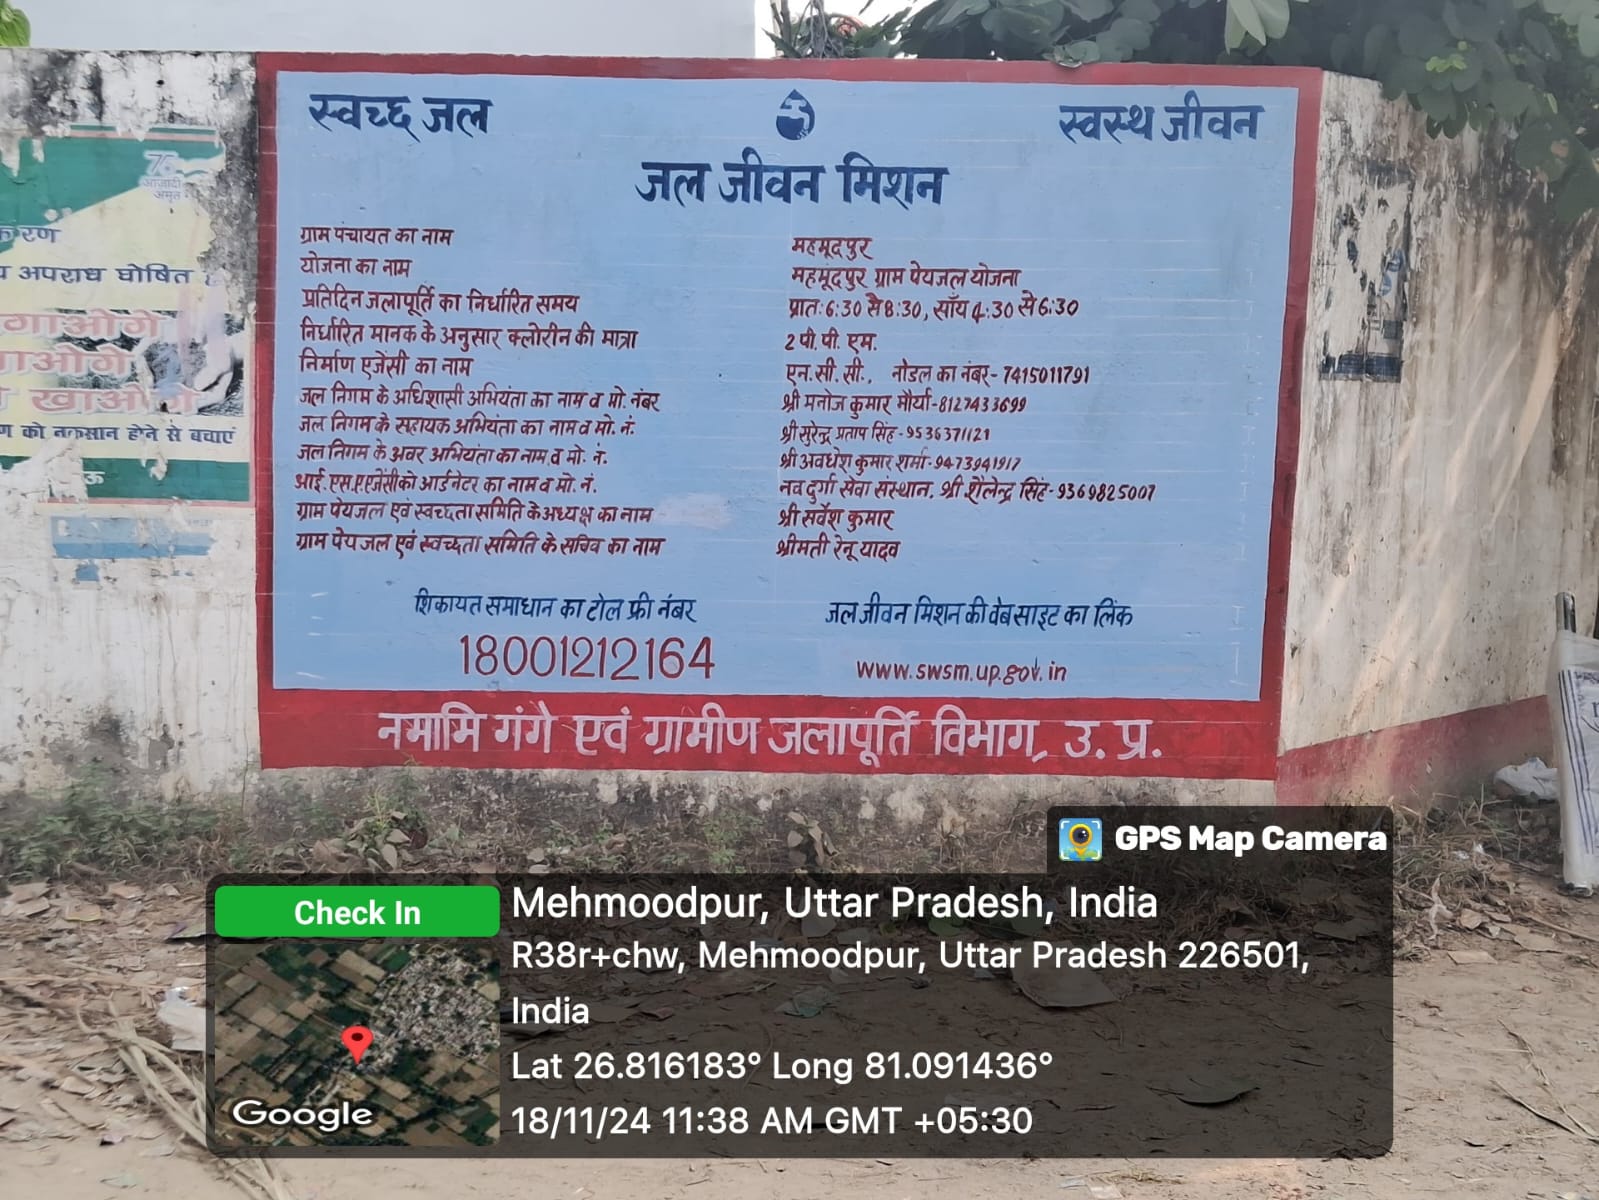 स्वच्छ जल
स्वस्थ जीवन
जल जीवन मिशन
ग्राम पंचायत का नाम महमूदपुर
योजना का नाम महमूदपुर ग्राम पेयजल योजना
प्रतिदिन जलापूर्ति का निर्धारित समय प्रातः 6:30 से 8:30, साँय 4:30 से 6:30
निर्धारित मानक के अनुसार क्लोरीन की मात्रा 2 पी. पी. एम.
निर्माण एजेंसी का नाम एन. सी. सी., नोडल का नंबर- 7415011791
जल निगम के अधिशासी अभियंता का नाम व मो. नंबर श्री मनोज कुमार मौर्या-8127433699
जल निगम के सहायक अभियंता का नाम व मो. नं. श्री सुरेन्द्र प्रताप सिंह-9536371121
जल निगम के अवर अभियंता का नाम, व मो. नं. श्री अवधेश कुमार शर्मा-9473941917
आई. एस. ए. एजेंसी को आर्डनेटर का नाम व मो. नं. नव दुर्गा सेवा संस्थान, श्री शैलेन्द्र सिंह-9369825007
ग्राम पेयजल एवं स्वच्छता समिति के अध्यक्ष का नाम श्री सर्वेश कुमार
ग्राम पेयजल एवं स्वच्छता समिति के सचिव का नाम श्रीमती रेनू यादव
शिकायत समाधान का टोल फ्री नंबर
18001212164
जल जीवन मिशन की वेबसाइट का लिंक
www.swsm.up.gov.in
नमामि गंगे एवं ग्रामीण जलापूर्ति विभाग, उ. प्र.
आजादी
अमृत
अपराध घोषित
को नुकसान होने से बचाएं
GPS Map Camera
Check In
Mehmoodpur, Uttar Pradesh, India
R38r+chw, Mehmoodpur, Uttar Pradesh 226501,
India
Lat 26.816183° Long 81.091436°
18/11/24 11:38 AM GMT +05:30
Google